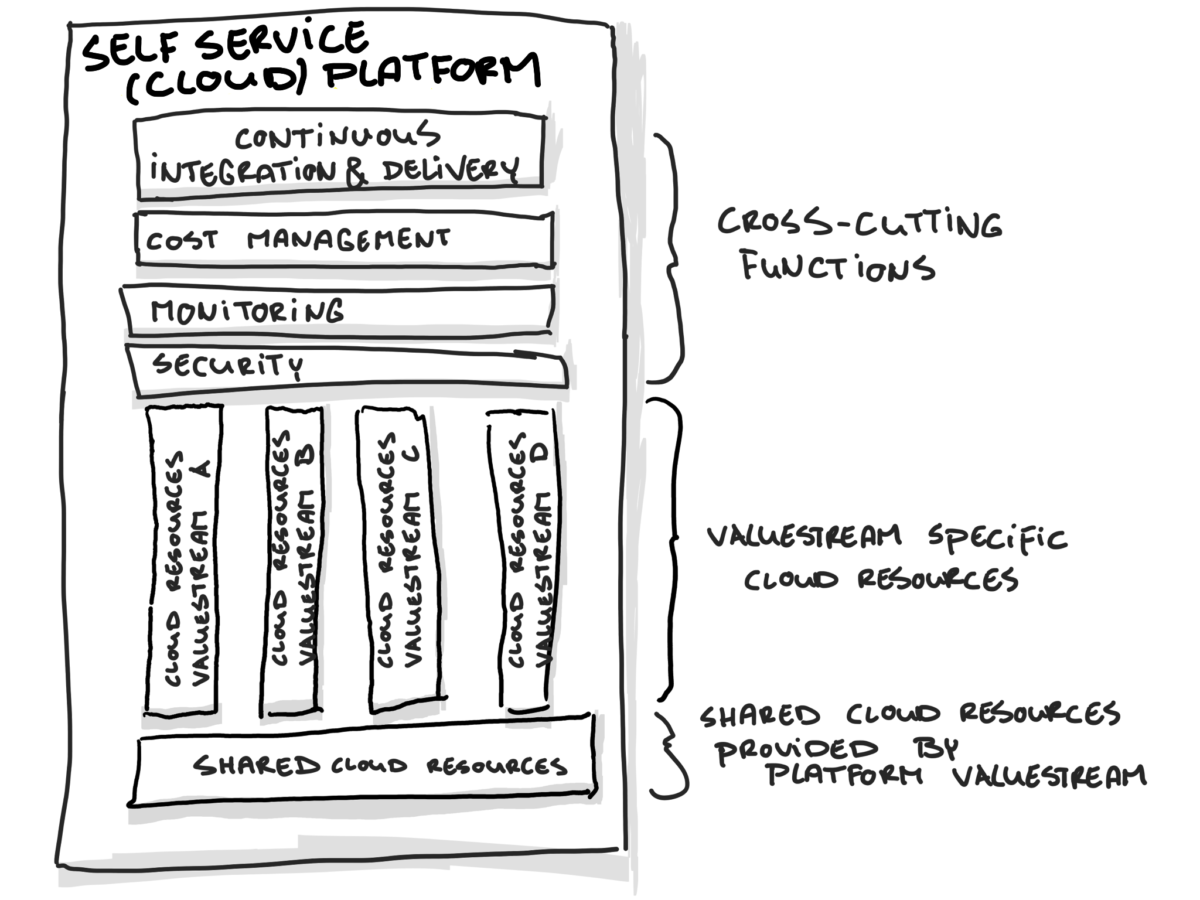 SELF SERVICE
(CLOUD) PLATFORM
CONTINUOUS
INTEGRATION & DELIVERY
COST MANAGEMENT
MONITORING
SECURITY
CROSS-CUTTING
FUNCTIONS
CLOUD RESOURCES
VALUESTREAM A
CLOUD RESOURCES
VALUESTREAM B
CLOUD RESOURCES
VALUESTREAM C
CLOUD RESOURCES
VALUESTREAM D
VALUESTREAM SPECIFIC
CLOUD RESOURCES
SHARED CLOUD RESOURCES
SHARED CLOUD RESOURCES
PROVIDED BY
PLATFORM VALUESTREAM